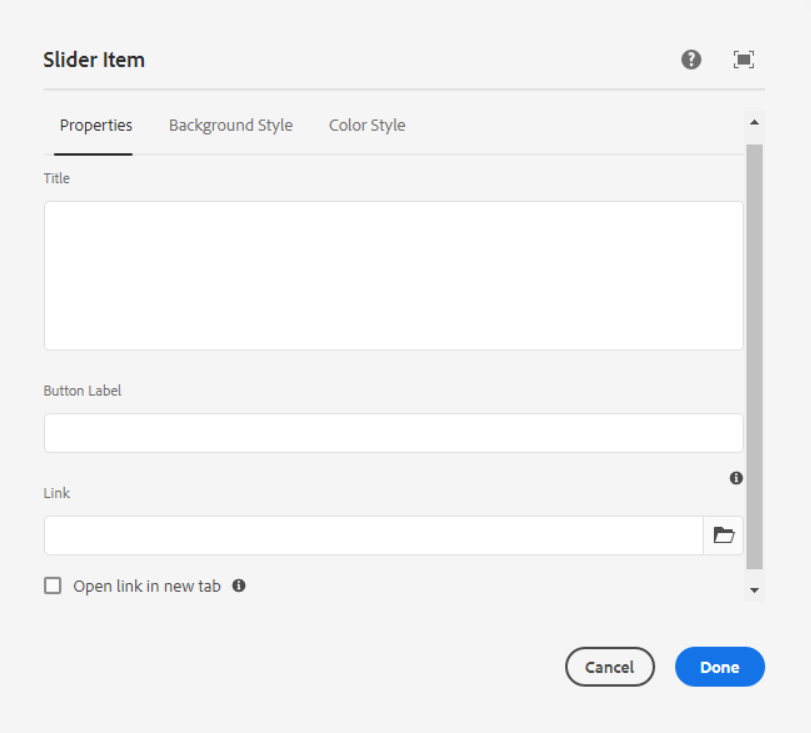 Slider Item
Properties Background Style Color Style
Title
Button Label
Link
Open link in new tab
Cancel Done